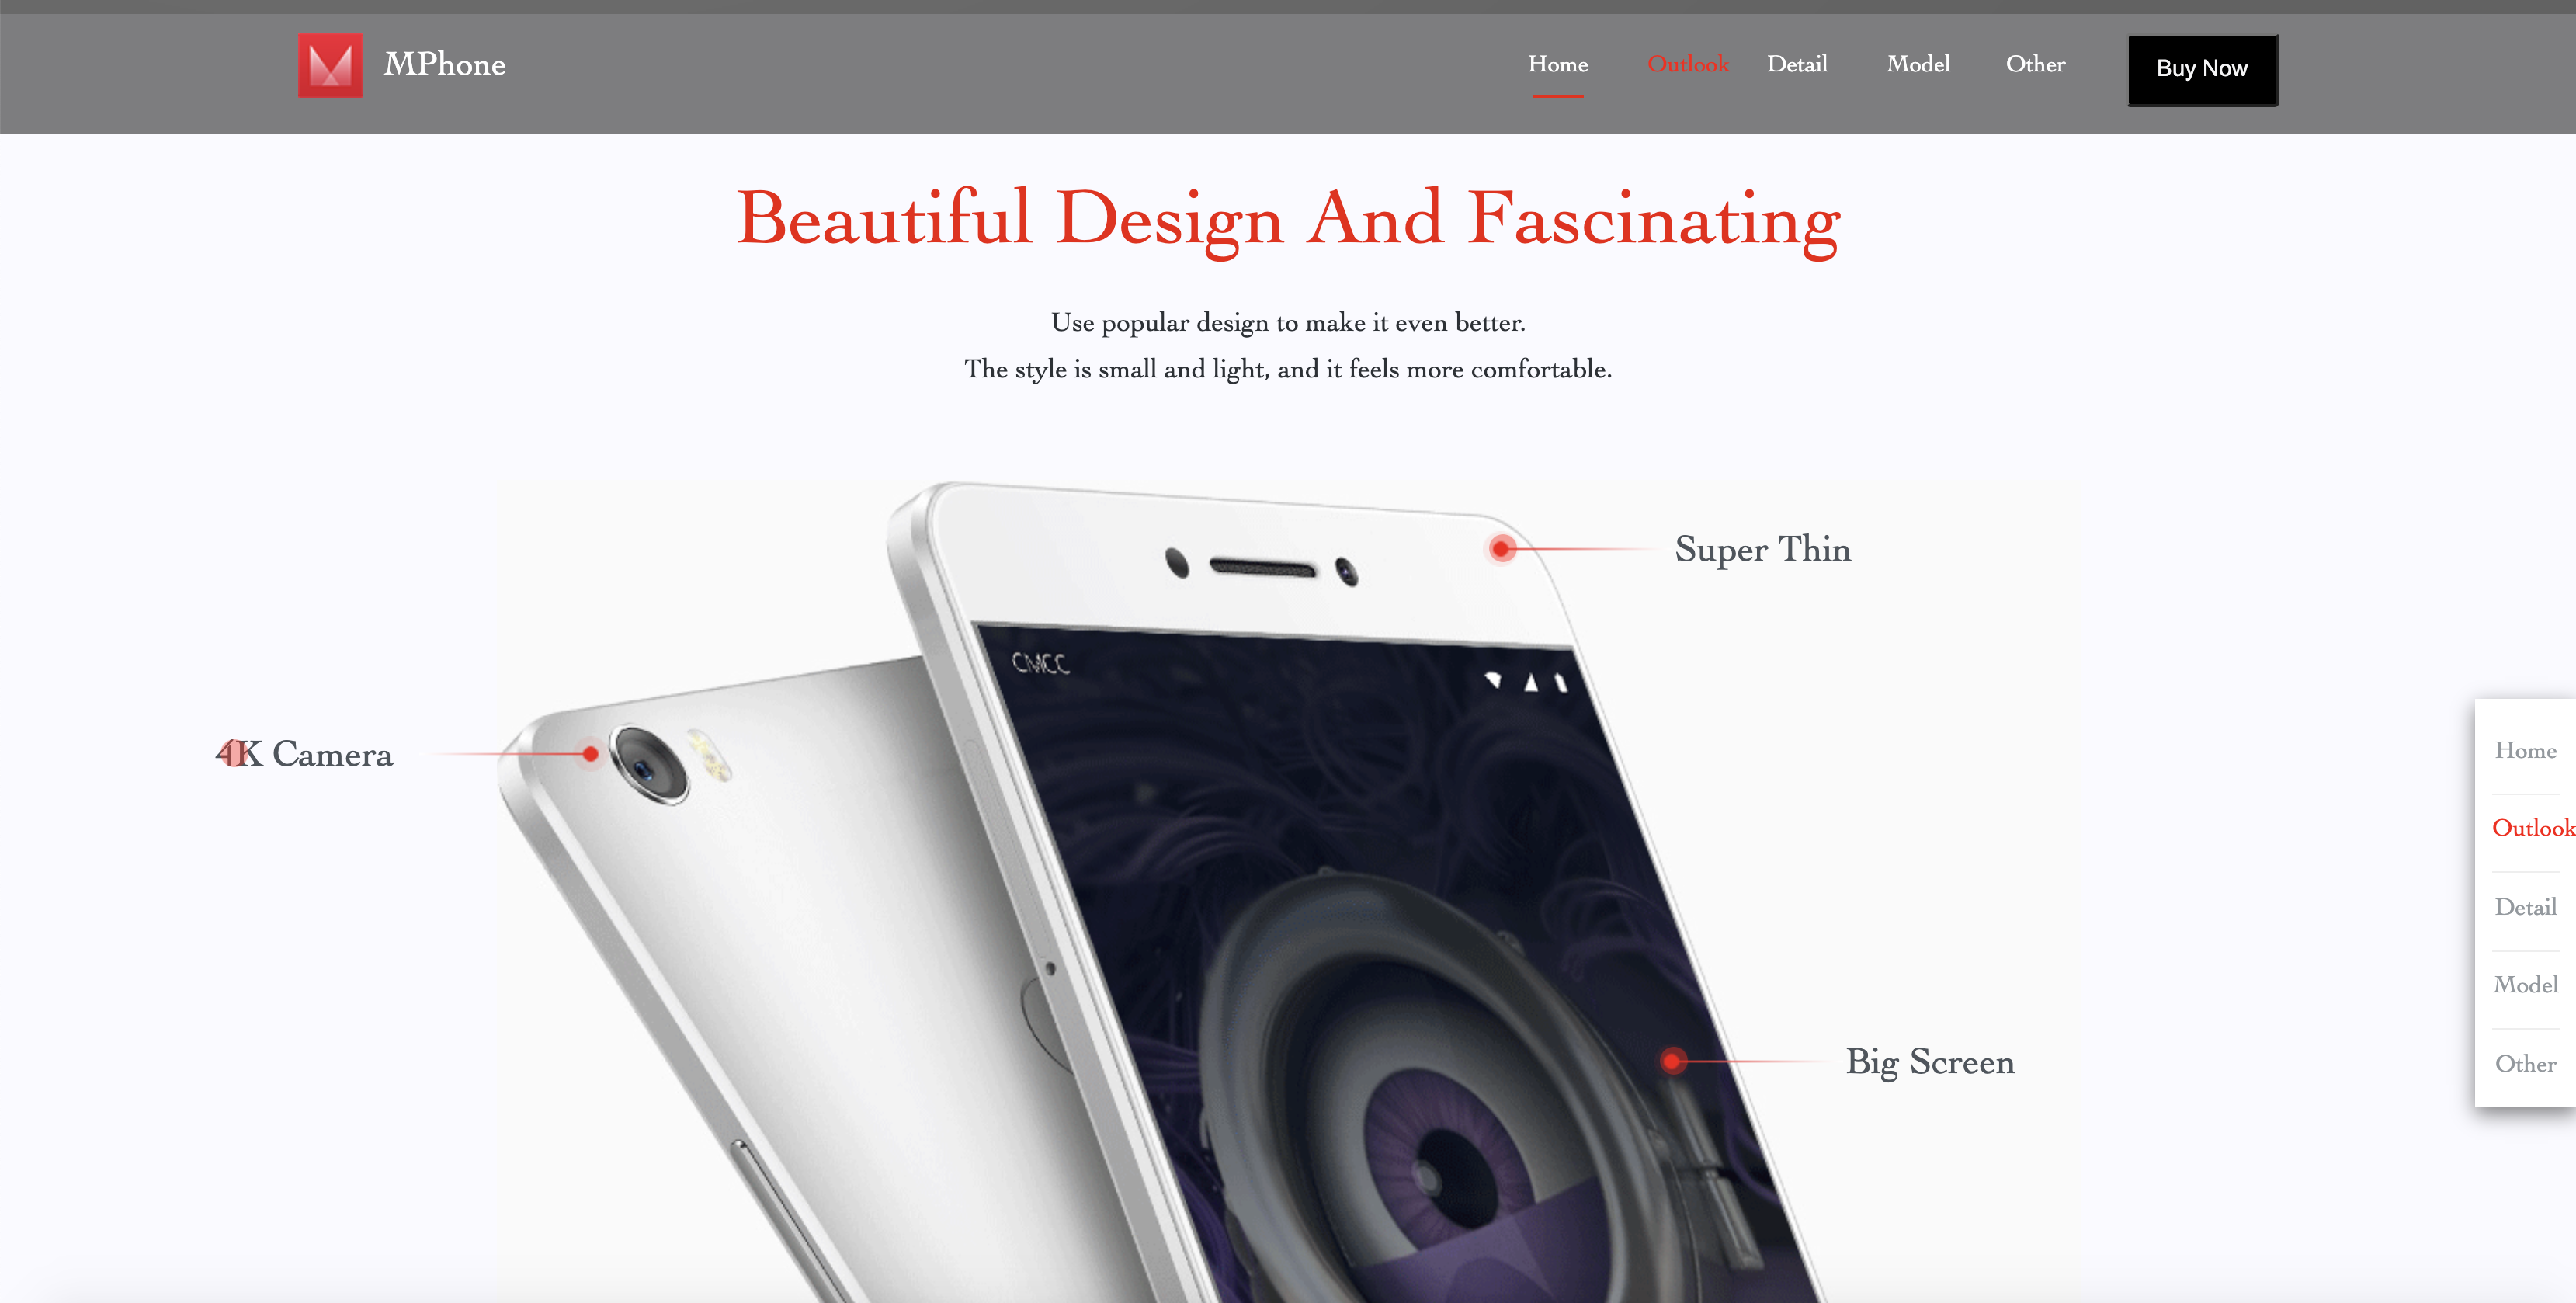 MPhone
Home Outlook Detail Model Other Buy Now
Beautiful Design And Fascinating
Use popular design to make it even better.
The style is small and light, and it feels more comfortable.
Super Thin
CMCC
4K Camera
Big Screen
Home
Outlook
Detail
Model
Other